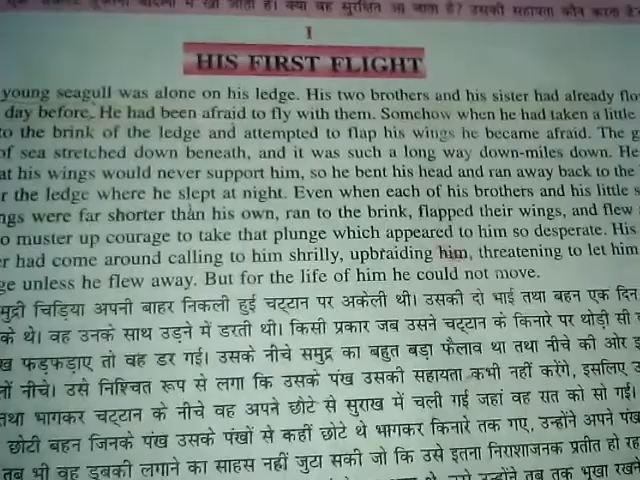 में खो जाता है। क्या वह सुरक्षित आ जाता है? उसकी सहायता कौन करता है
I
HIS FIRST FLIGHT
young seagull was alone on his ledge. His two brothers and his sister had already flo
day before. He had been afraid to fly with them. Somehow when he had taken a little
to the brink of the ledge and attempted to flap his wings he became afraid. The g
of sea stretched down beneath, and it was such a long way down-miles down. He
at his wings would never support him, so he bent his head and ran away back to the
r the ledge where he slept at night. Even when each of his brothers and his little s
ngs were far shorter than his own, ran to the brink, flapped their wings, and flew
o muster up courage to take that plunge which appeared to him so desperate. His
er had come around calling to him shrilly, upbraiding him, threatening to let him
ge unless he flew away. But for the life of him he could not move.
मुद्री चिड़िया अपनी बाहर निकली हुई चट्टान पर अकेली थी। उसकी दो भाई तथा बहन एक दिन
के थे। वह उनके साथ उड़ने में डरती थी। किसी प्रकार जब उसने चट्टान के किनारे पर थोड़ी सी
ख फड़फड़ाए तो वह डर गई। उसके नीचे समुद्र का बहुत बड़ा फैलाव था तथा नीचे की ओर
लों नीचे। उसे निश्चित रूप से लगा कि उसके पंख उसकी सहायता कभी नहीं करेंगे, इसलिए उ
तथा भागकर चट्टान के नीचे वह अपने छोटे से सुराख में चली गई जहां वह रात को सो गई।
छोटी बहन जिनके पंख उसके पंखों से कहीं छोटे थे भागकर किनारे तक गए, उन्होंने अपने पंख
तब भी वह डुबकी लगाने का साहस नहीं जुटा सकी जो कि उसे इतना निराशाजनक प्रतीत हो रह
उसे उन्होंने तब तक भूखा रखने